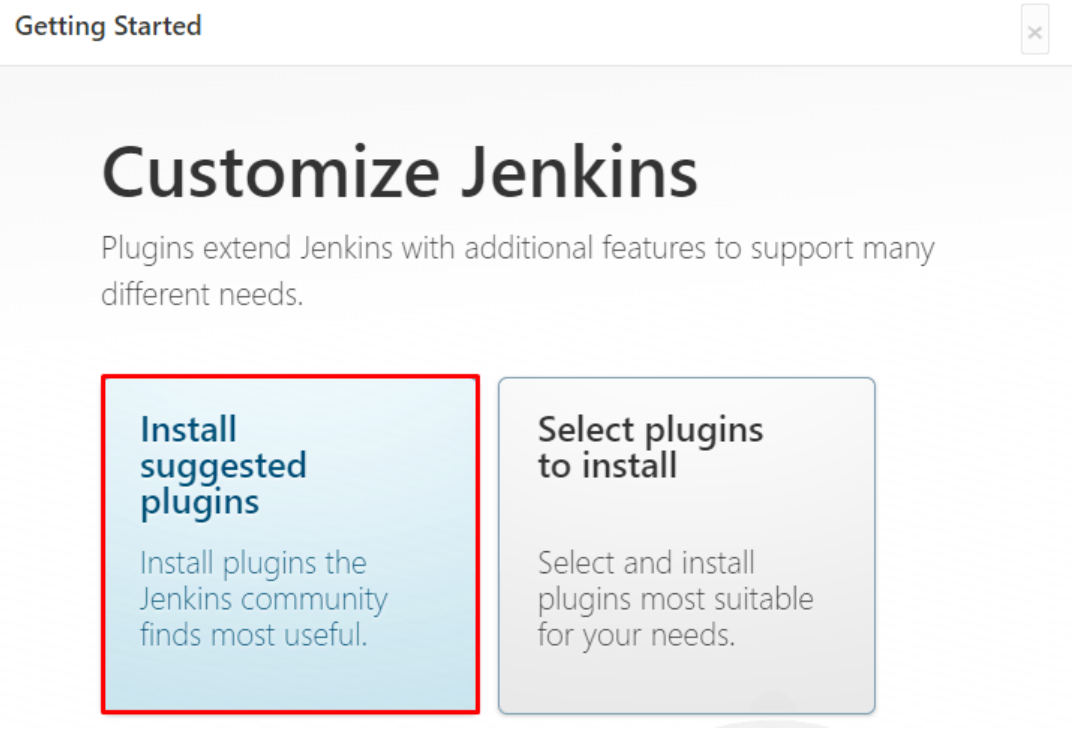 Getting Started
×
Customize Jenkins
Plugins extend Jenkins with additional features to support many
different needs.
Install
suggested
plugins
Install plugins the
Jenkins community
finds most useful.
Select plugins
to install
Select and install
plugins most suitable
for your needs.